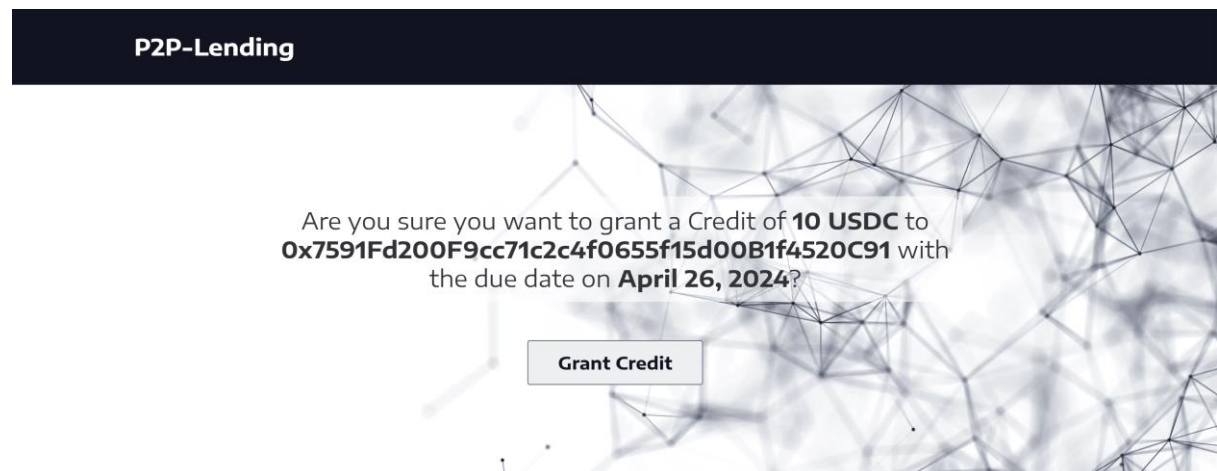 P2P-Lending
Are you sure you want to grant a Credit of 10 USDC to
0x7591Fd200F9cc71c2c4f0655f15d00B1f4520C91 with
the due date on April 26, 2024?
Grant Credit